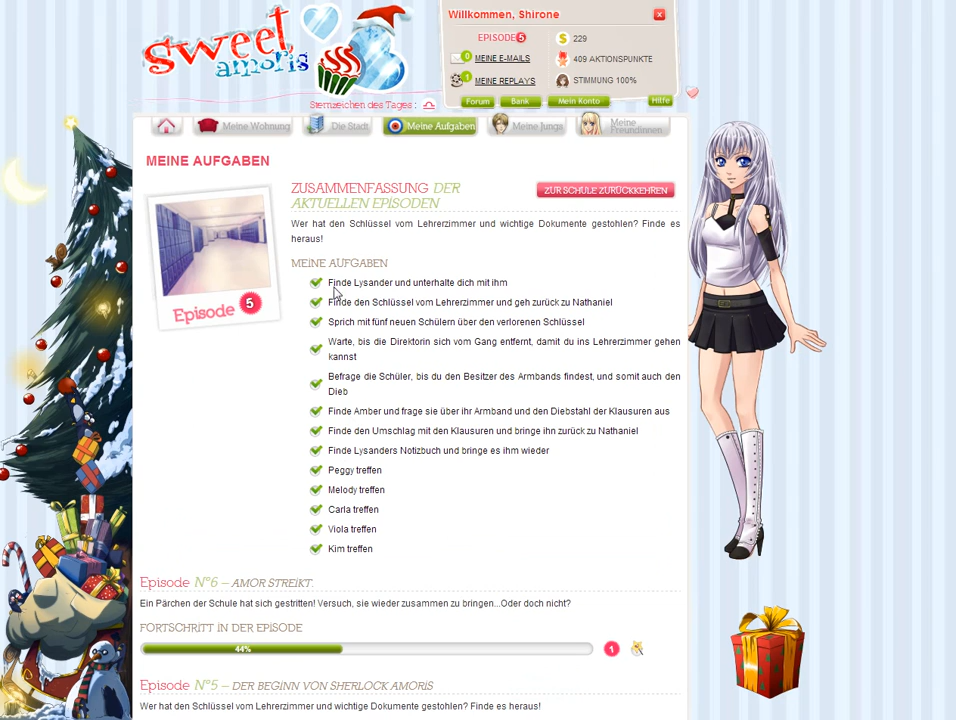 sweet
amoris
Willkommen, Shirone
x
EPISODE 5
229
0 MEINE E-MAILS
409 AKTIONSPUNKTE
1 MEINE REPLAYS
STIMMUNG 100%
Sternzeichen des Tages :
Forum Bank Mein Konto Hilfe
Meine Wohnung Die Stadt Meine Aufgaben Meine Jungs Meine Freundinnen
MEINE AUFGABEN
ZUSAMMENFASSUNG DER
AKTUELLEN EPISODEN
ZUR SCHULE ZURÜCKKEHREN
Wer hat den Schlüssel vom Lehrerzimmer und wichtige Dokumente gestohlen? Finde es
heraus!
MEINE AUFGABEN
Episode 5
Finde Lysander und unterhalte dich mit ihm
Finde den Schlüssel vom Lehrerzimmer und geh zurück zu Nathaniel
Sprich mit fünf neuen Schülern über den verlorenen Schlüssel
Warte, bis die Direktorin sich vom Gang entfernt, damit du ins Lehrerzimmer gehen
kannst
Befrage die Schüler, bis du den Besitzer des Armbands findest, und somit auch den
Dieb
Finde Amber und frage sie über ihr Armband und den Diebstahl der Klausuren aus
Finde den Umschlag mit den Klausuren und bringe ihn zurück zu Nathaniel
Finde Lysanders Notizbuch und bringe es ihm wieder
Peggy treffen
Melody treffen
Carla treffen
Viola treffen
Kim treffen
Episode N°6 – AMOR STREIKT.
Ein Pärchen der Schule hat sich gestritten! Versuch, sie wieder zusammen zu bringen...Oder doch nicht?
FORTSCHRITT IN DER EPISODE
44% 1
Episode N°5 – DER BEGINN VON SHERLOCK AMORIS
Wer hat den Schlüssel vom Lehrerzimmer und wichtige Dokumente gestohlen? Finde es heraus!